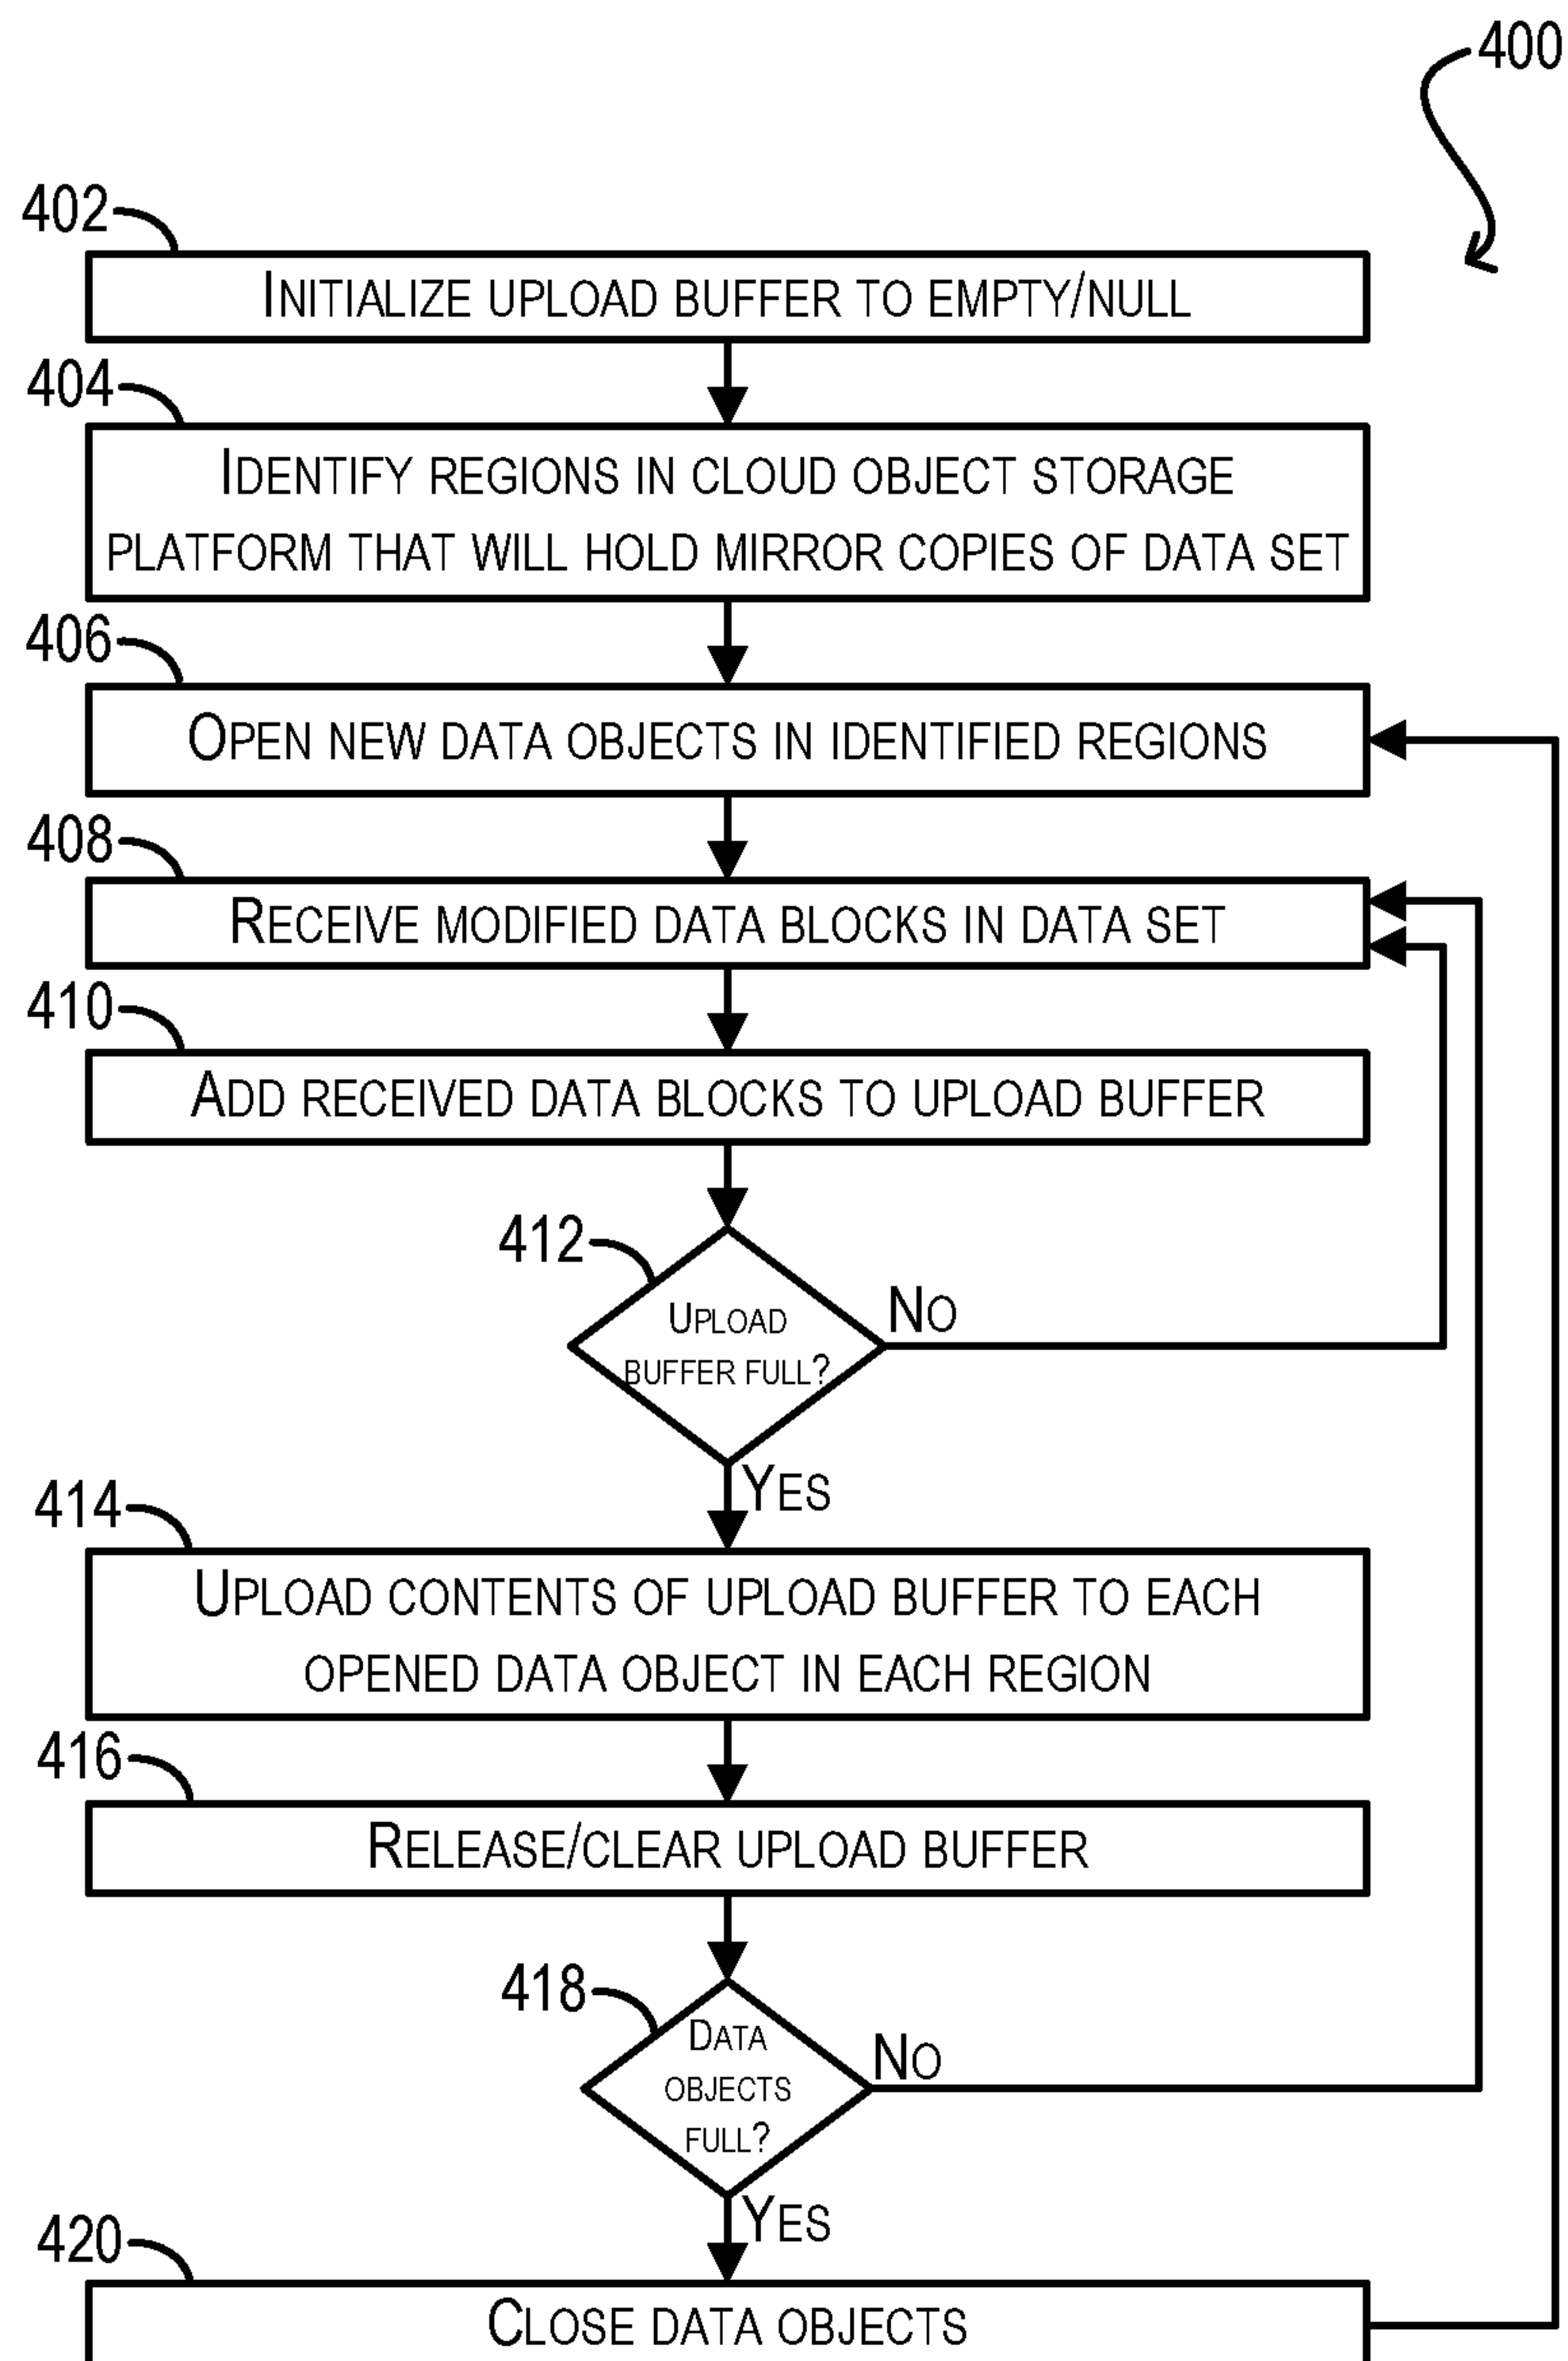 400
402
INITIALIZE UPLOAD BUFFER TO EMPTY/NULL
404
IDENTIFY REGIONS IN CLOUD OBJECT STORAGE
PLATFORM THAT WILL HOLD MIRROR COPIES OF DATA SET
406
OPEN NEW DATA OBJECTS IN IDENTIFIED REGIONS
408
RECEIVE MODIFIED DATA BLOCKS IN DATA SET
410
ADD RECEIVED DATA BLOCKS TO UPLOAD BUFFER
412
UPLOAD
BUFFER FULL?
NO
YES
414
UPLOAD CONTENTS OF UPLOAD BUFFER TO EACH
OPENED DATA OBJECT IN EACH REGION
416
RELEASE/CLEAR UPLOAD BUFFER
418
DATA
OBJECTS
FULL?
NO
YES
420
CLOSE DATA OBJECTS